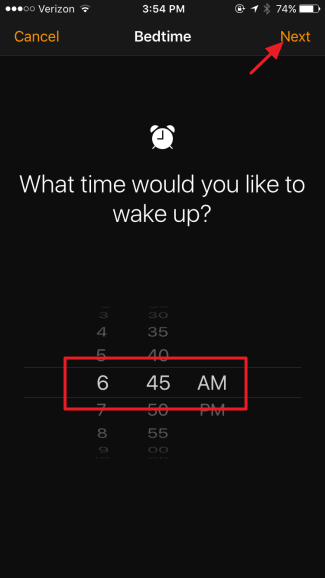 Verizon 3:54 PM 74%
Cancel Bedtime Next
What time would you like to
wake up?
3 30
4 35
5 40
6 45 AM
7 50 PM
8 55
9 00